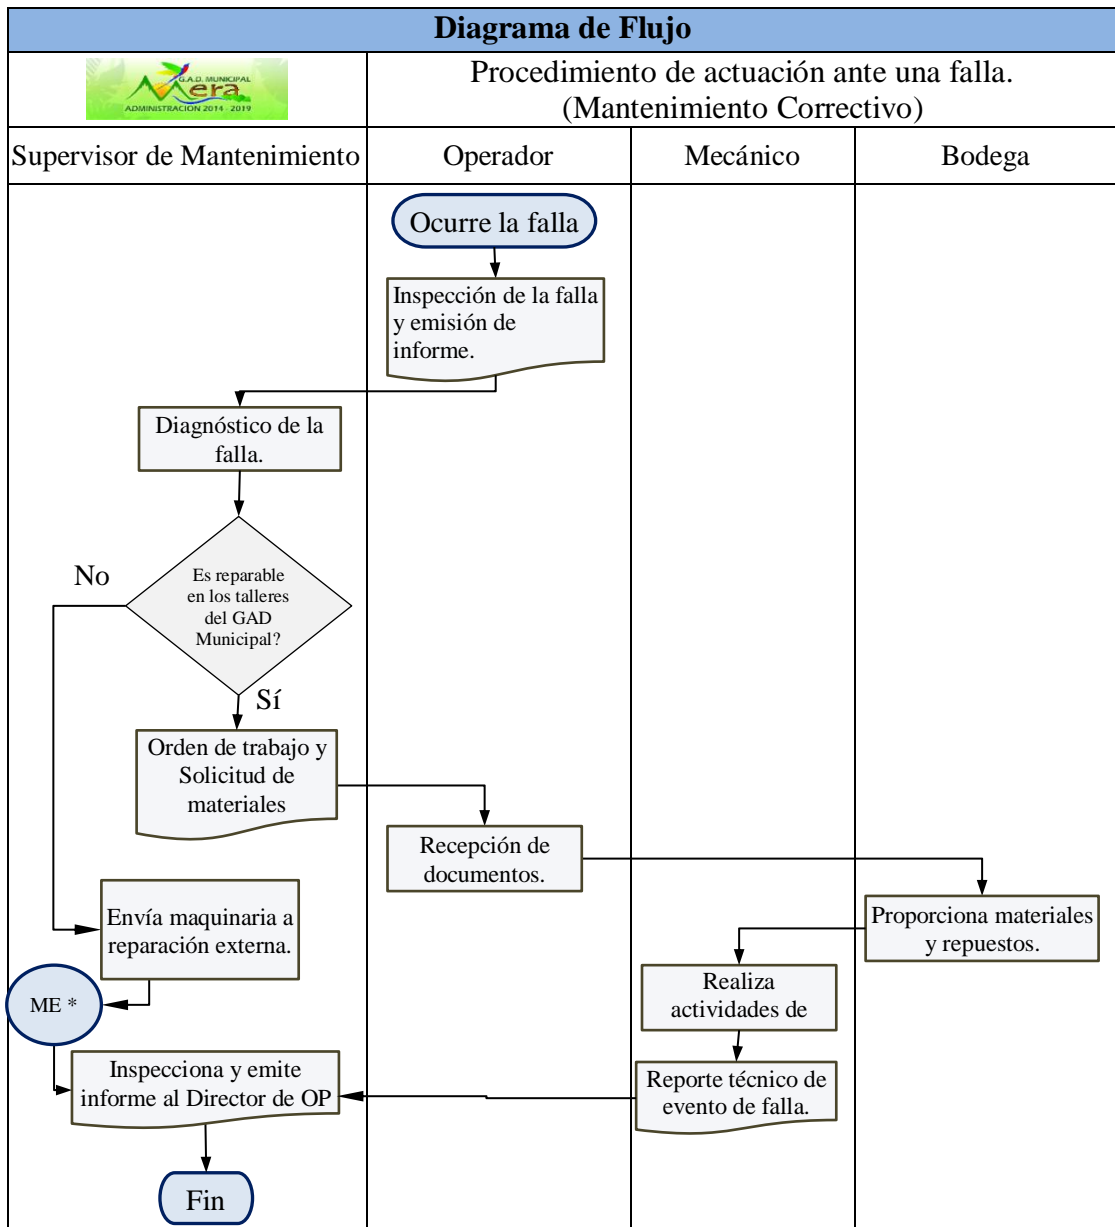 Diagrama de Flujo
G.A.D. MUNICIPAL
Mera
ADMINISTRACIÓN 2014 - 2019
Procedimiento de actuación ante una falla.
(Mantenimiento Correctivo)
Supervisor de Mantenimiento
Operador
Mecánico
Bodega
Ocurre la falla
Inspección de la falla
y emisión de
informe.
Diagnóstico de la
falla.
No
Es reparable
en los talleres
del GAD
Municipal?
Sí
Orden de trabajo y
Solicitud de
materiales
Recepción de
documentos.
Envía maquinaria a
reparación externa.
Proporciona materiales
y repuestos.
ME *
Realiza
actividades de
Inspecciona y emite
informe al Director de OP
Reporte técnico de
evento de falla.
Fin